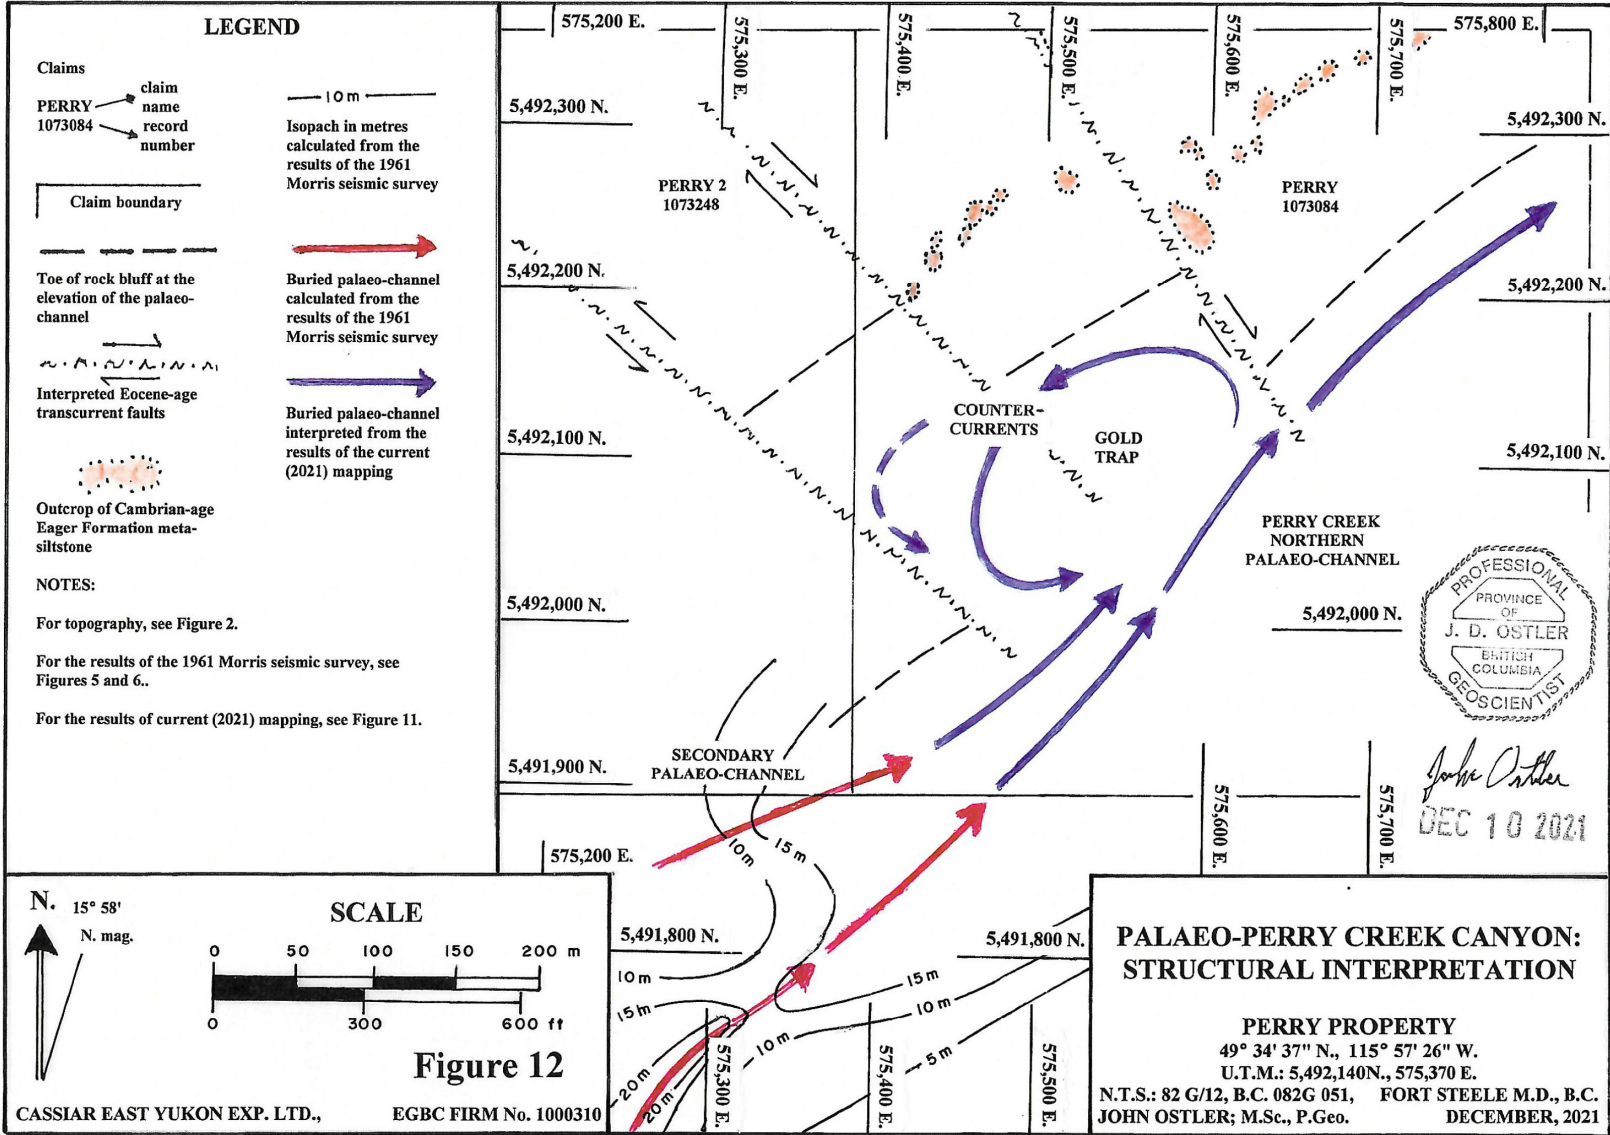 LEGEND
Claims
PERRY
1073084
claim
name
record
number
Claim boundary
Toe of rock bluff at the
elevation of the palaeo-
channel
Interpreted Eocene-age
transcurrent faults
Outcrop of Cambrian-age
Eager Formation meta-
siltstone
10 m
Isopach in metres
calculated from the
results of the 1961
Morris seismic survey
Buried palaeo-channel
calculated from the
results of the 1961
Morris seismic survey
Buried palaeo-channel
interpreted from the
results of the current
(2021) mapping
NOTES:
For topography, see Figure 2.
For the results of the 1961 Morris seismic survey, see
Figures 5 and 6..
For the results of current (2021) mapping, see Figure 11.
575,200 E.
575,300 E.
575,400 E.
575,500 E.
575,600 E.
575,700 E.
575,800 E.
5,492,300 N.
5,492,300 N.
PERRY 2
1073248
PERRY
1073084
5,492,200 N.
5,492,200 N.
COUNTER-
CURRENTS
GOLD
TRAP
5,492,100 N.
5,492,100 N.
PERRY CREEK
NORTHERN
PALAEO-CHANNEL
5,492,000 N.
5,492,000 N.
PROFESSIONAL
PROVINCE
OF
J. D. OSTLER
BRITISH
COLUMBIA
GEOSCIENTIST
John Ostler
DEC 10 2021
SECONDARY
PALAEO-CHANNEL
5,491,900 N.
575,600 E.
575,700 E.
575,200 E.
10m
15 m
5,491,800 N.
5,491,800 N.
10 m
15 m
15 m
10 m
10 m
5 m
20 m
20 m
575,300 E.
575,400 E.
575,500 E.
N.
15° 58'
N. mag.
SCALE
0 50 100 150 200 m
0 300 600 ft
Figure 12
CASSIAR EAST YUKON EXP. LTD., EGBC FIRM No. 1000310
PALAEO-PERRY CREEK CANYON:
STRUCTURAL INTERPRETATION
PERRY PROPERTY
49° 34' 37" N., 115° 57' 26" W.
U.T.M.: 5,492,140N., 575,370 E.
N.T.S.: 82 G/12, B.C. 082G 051, FORT STEELE M.D., B.C.
JOHN OSTLER; M.Sc., P.Geo. DECEMBER, 2021